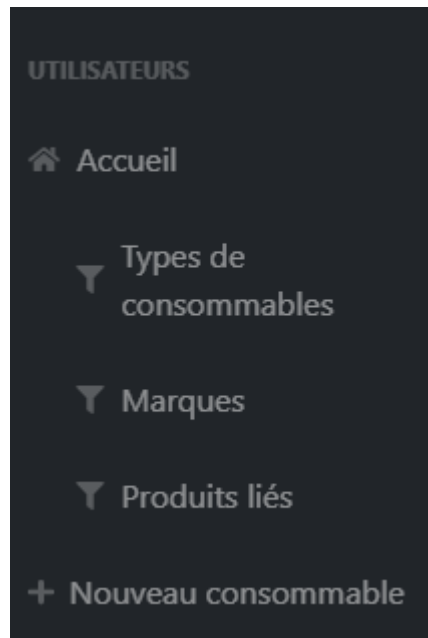 UTILISATEURS
Accueil
Types de
consommables
Marques
Produits liés
Nouveau consommable